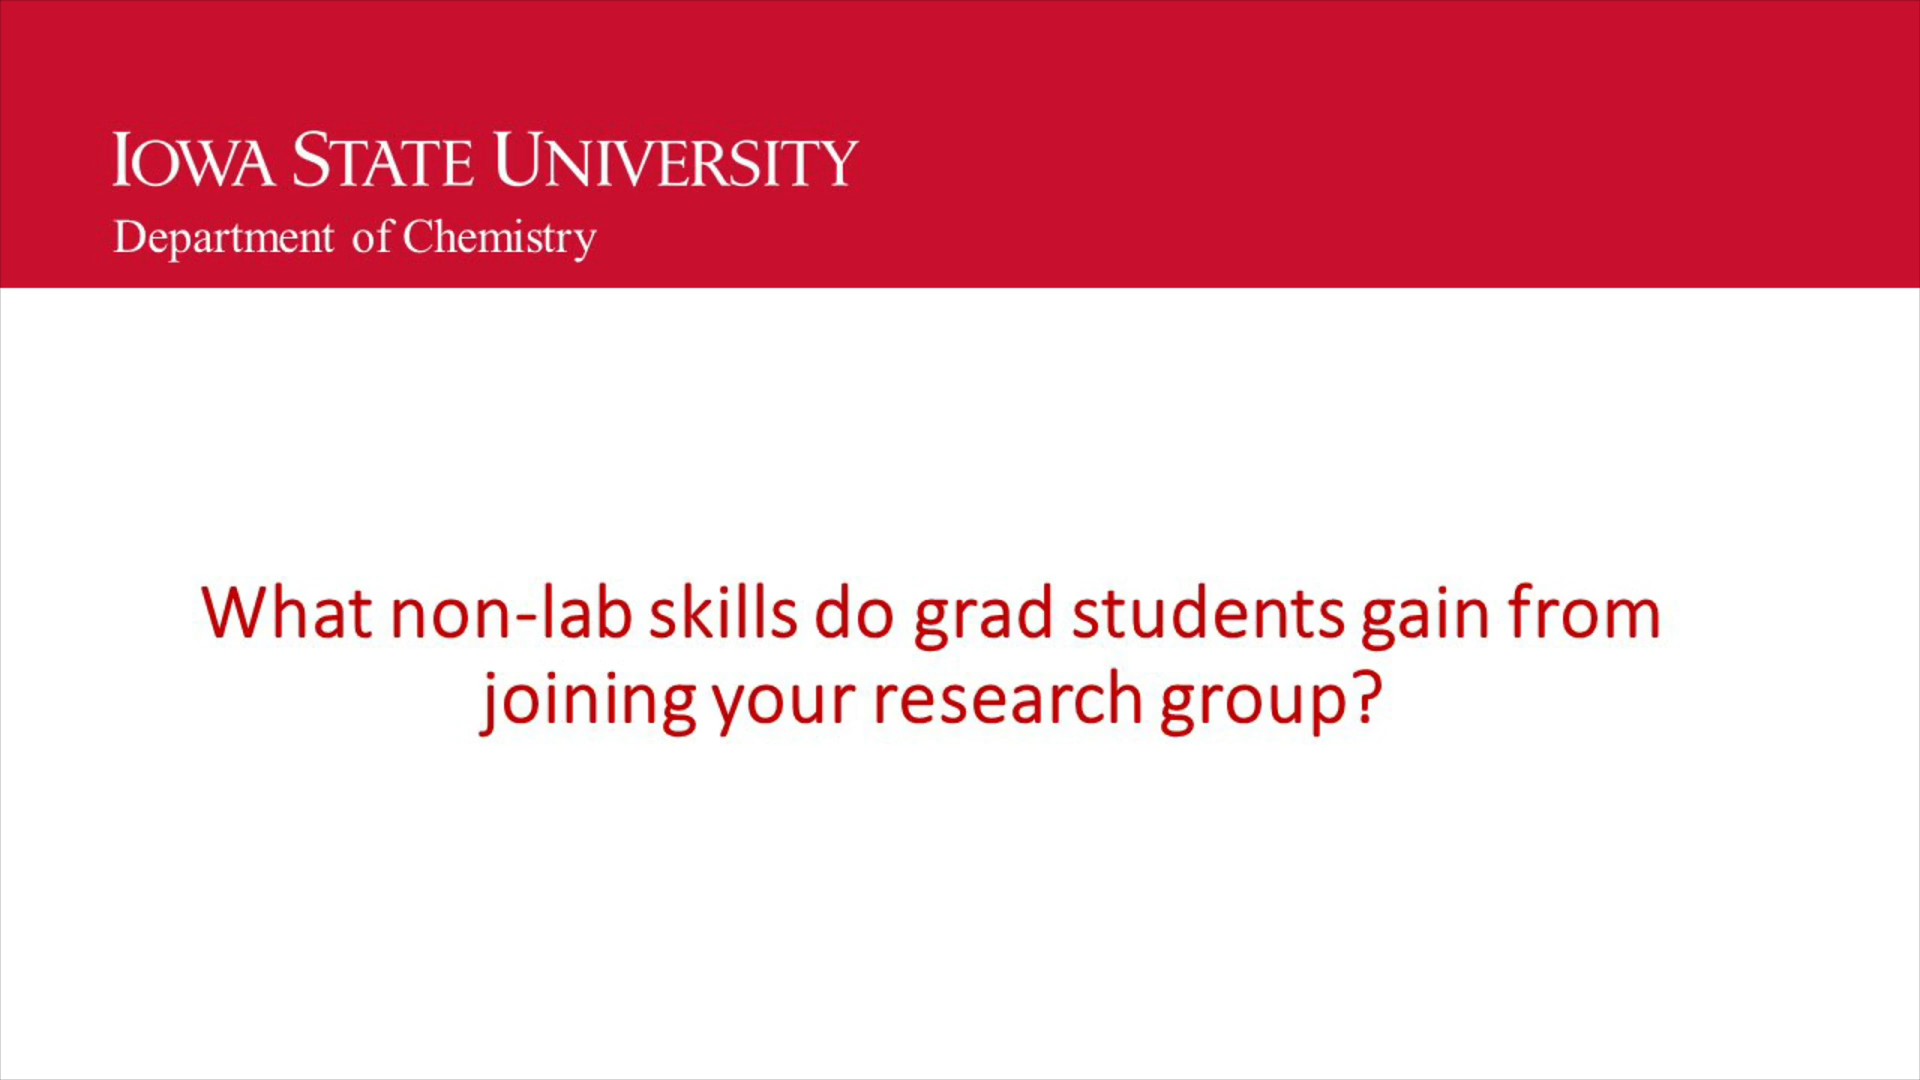 IOWA STATE UNIVERSITY
Department of Chemistry
What non-lab skills do grad students gain from
joining your research group?